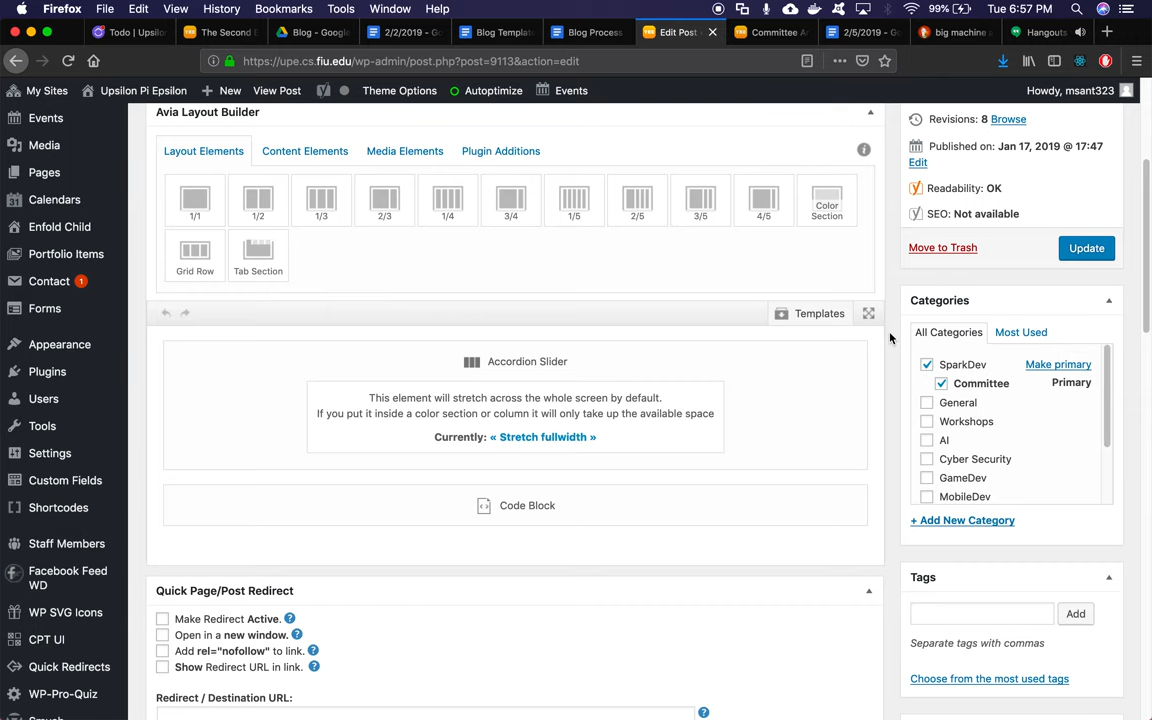 Firefox File Edit View History Bookmarks Tools Window Help 99% Tue 6:57 PM
Todo | Upsilo
The Second E
Blog - Google
2/2/2019 - Go
Blog Templat
Blog Process
Edit Post
Committee Ar
2/5/2019 - Go
big machine a
Hangouts
https://upe.cs.fiu.edu/wp-admin/post.php?post=9113&action=edit
My Sites Upsilon Pi Epsilon New View Post Theme Options Autoptimize Events Howdy, msant323
Events
Media
Pages
Calendars
Enfold Child
Portfolio Items
Contact 1
Forms
Appearance
Plugins
Users
Tools
Settings
Custom Fields
Shortcodes
Staff Members
Facebook Feed
WD
WP SVG Icons
CPT UI
Quick Redirects
WP-Pro-Quiz
Smush
Avia Layout Builder
Layout Elements Content Elements Media Elements Plugin Additions
1/1 1/2 1/3 2/3 1/4 3/4 1/5 2/5 3/5 4/5 Color
Section
Grid Row Tab Section
Templates
Accordion Slider
This element will stretch across the whole screen by default.
If you put it inside a color section or column it will only take up the available space
Currently: « Stretch fullwidth »
Code Block
Quick Page/Post Redirect
Make Redirect Active. ?
Open in a new window. ?
Add rel="nofollow" to link. ?
Show Redirect URL in link. ?
Redirect / Destination URL:
?
Revisions: 8 Browse
Published on: Jan 17, 2019 @ 17:47
Edit
Readability: OK
SEO: Not available
Move to Trash Update
Categories
All Categories Most Used
SparkDev Make primary
Committee Primary
General
Workshops
AI
Cyber Security
GameDev
MobileDev
+ Add New Category
Tags
Add
Separate tags with commas
Choose from the most used tags